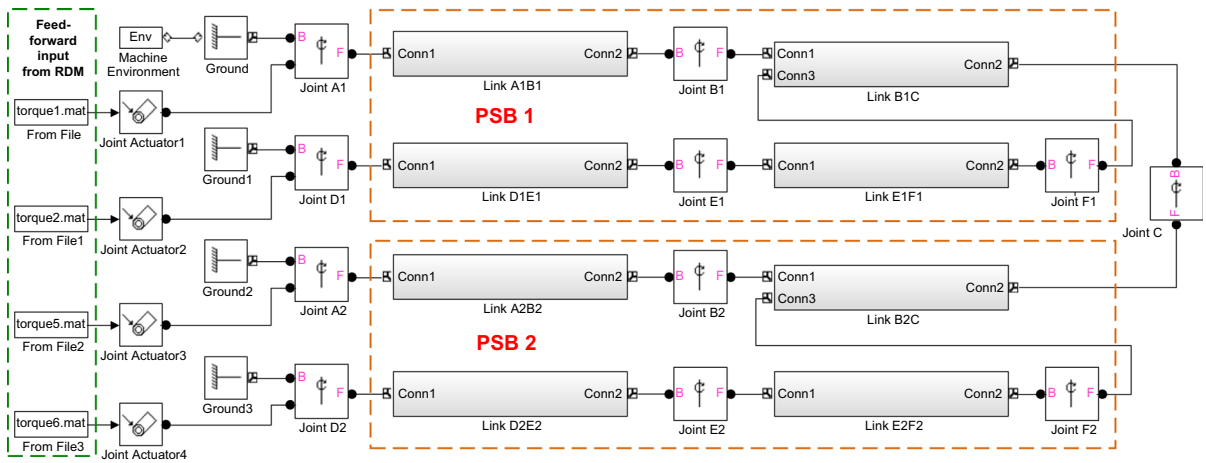 Feed-
forward
input
from RDM
Env
Machine
Environment
Ground
B
F
Joint A1
Conn1
Conn2
Link A1B1
B
F
Joint B1
Conn1
Conn3
Conn2
Link B1C
torque1.mat
From File
Joint Actuator1
PSB 1
Ground1
B
F
Joint D1
Conn1
Conn2
Link D1E1
B
F
Joint E1
Conn1
Conn2
Link E1F1
B
F
Joint F1
B
F
Joint C
torque2.mat
From File1
Joint Actuator2
Ground2
B
F
Joint A2
Conn1
Conn2
Link A2B2
B
F
Joint B2
Conn1
Conn3
Conn2
Link B2C
torque5.mat
From File2
Joint Actuator3
PSB 2
Ground3
B
F
Joint D2
Conn1
Conn2
Link D2E2
B
F
Joint E2
Conn1
Conn2
Link E2F2
B
F
Joint F2
torque6.mat
From File3
Joint Actuator4